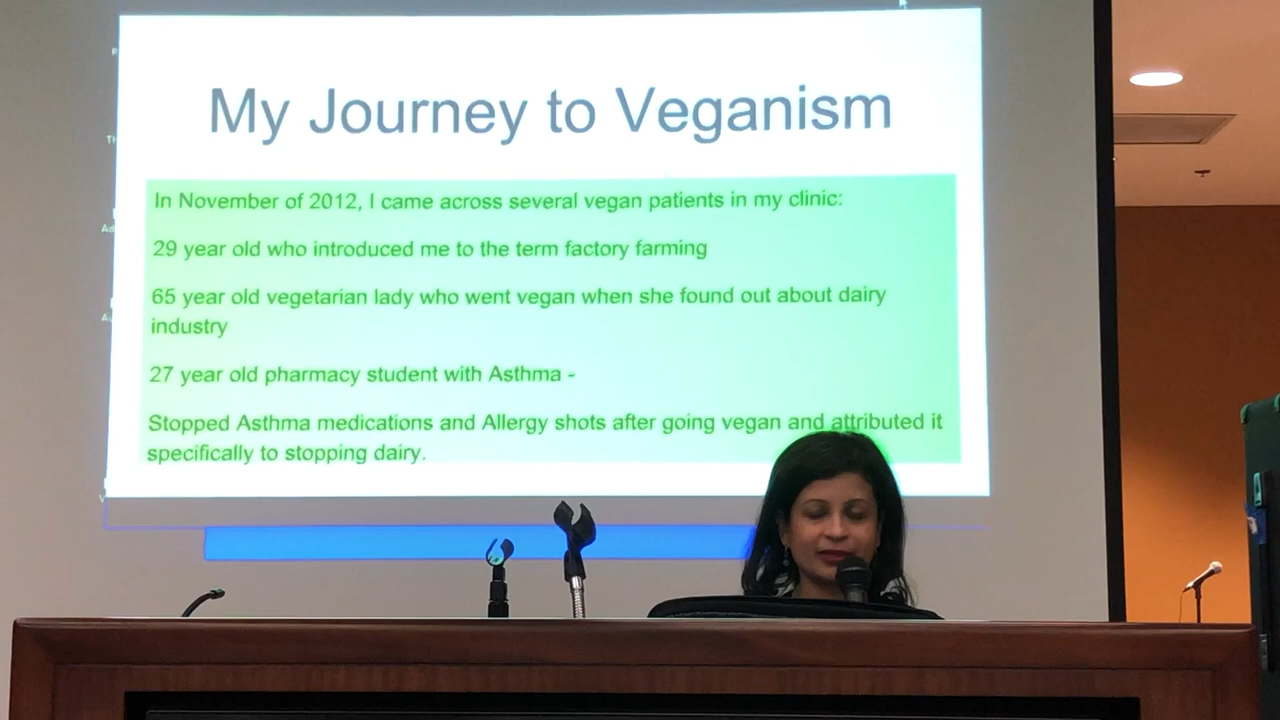 My Journey to Veganism
In November of 2012, I came across several vegan patients in my clinic:
29 year old who introduced me to the term factory farming
65 year old vegetarian lady who went vegan when she found out about dairy
industry
27 year old pharmacy student with Asthma -
Stopped Asthma medications and Allergy shots after going vegan and attributed it
specifically to stopping dairy.